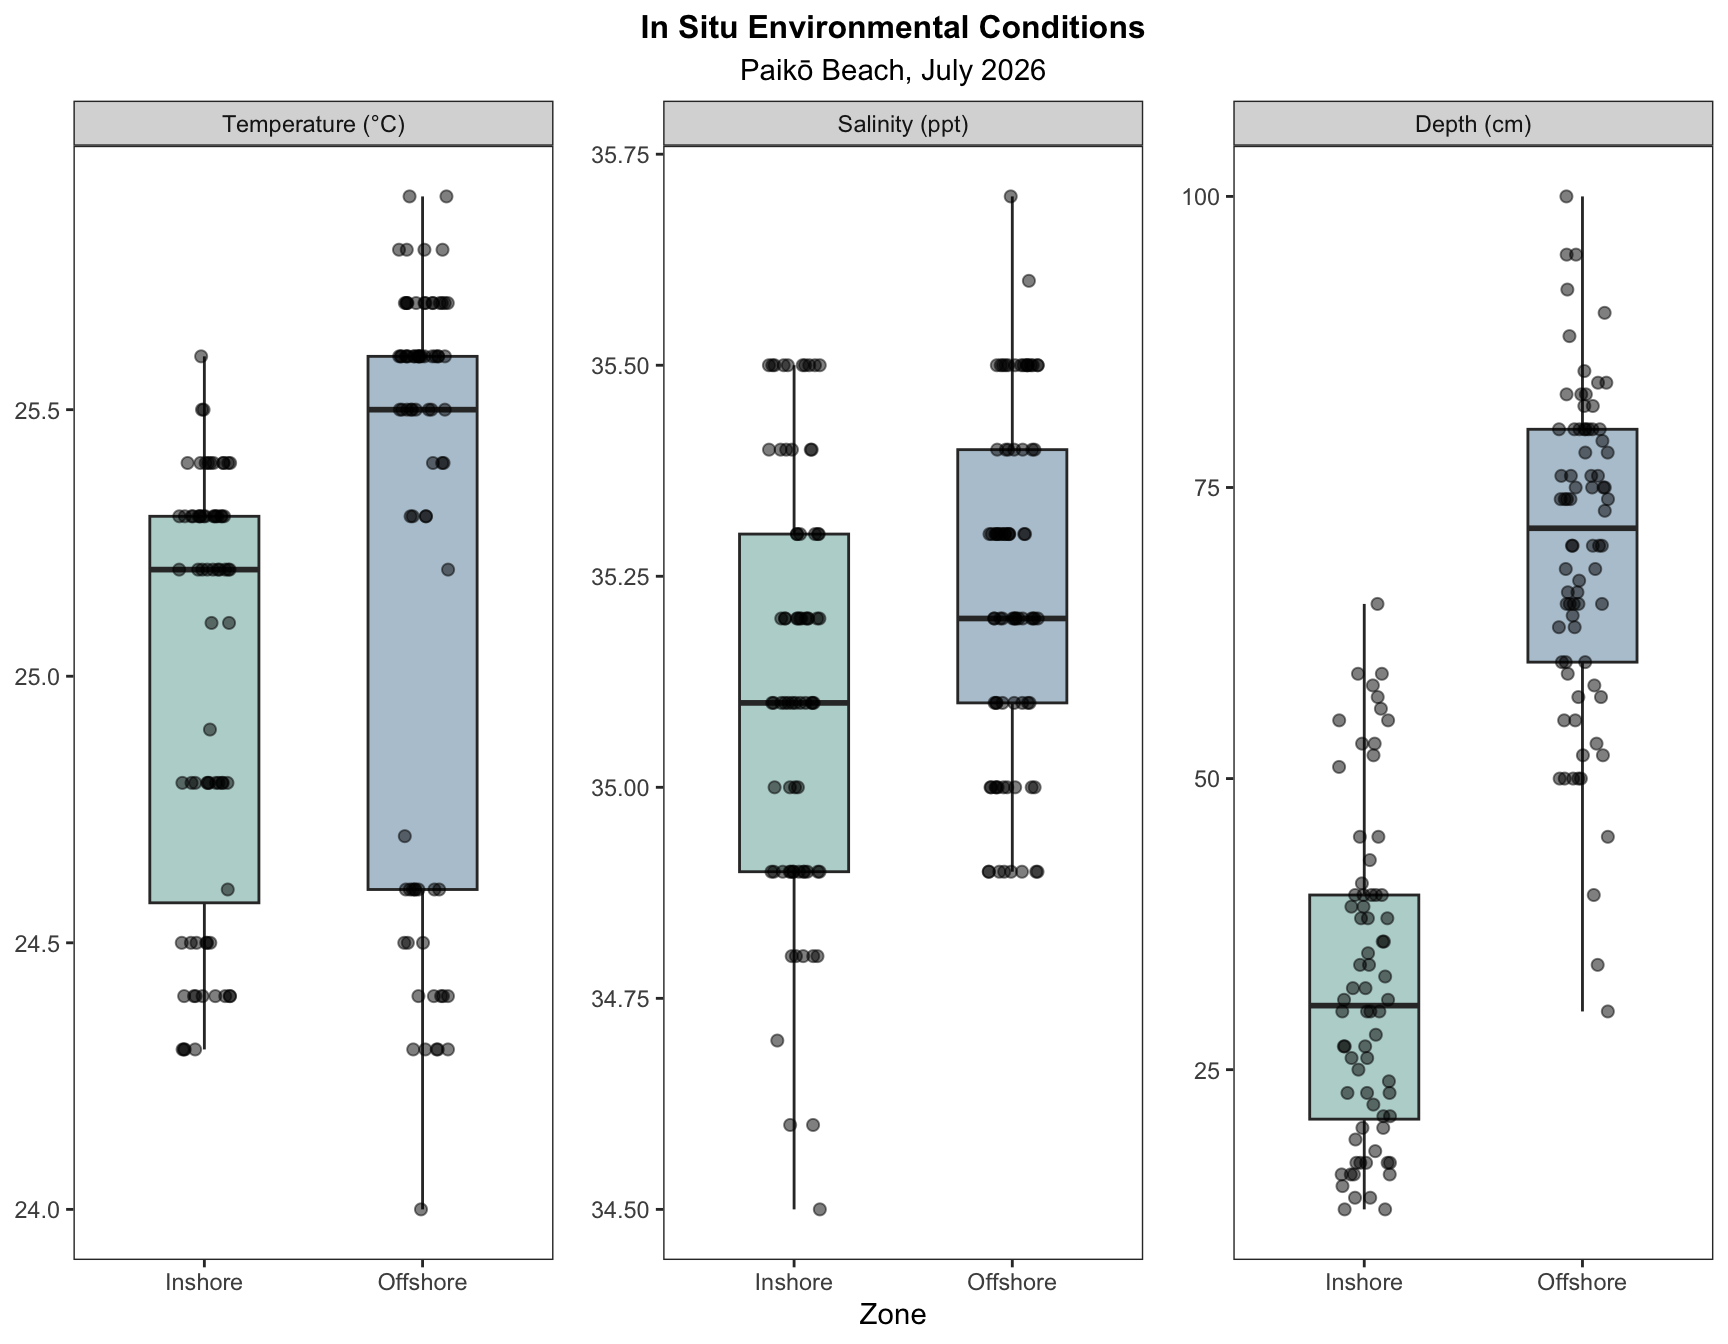 In Situ Environmental Conditions
Paikō Beach, July 2026
Temperature (°C)
25.5
25.0
24.5
24.0
Inshore
Offshore
Salinity (ppt)
35.75
35.50
35.25
35.00
34.75
34.50
Inshore
Offshore
Depth (cm)
100
75
50
25
Inshore
Offshore
Zone